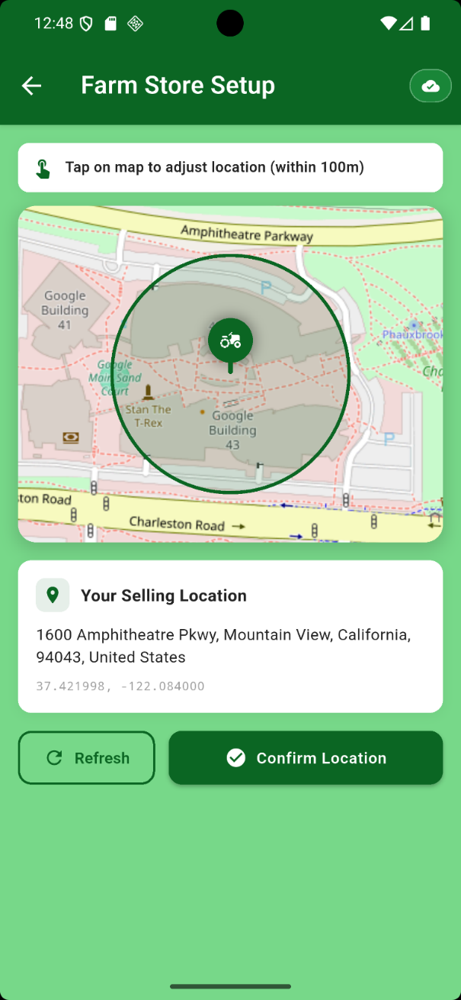 12:48
Farm Store Setup
Tap on map to adjust location (within 100m)
Amphitheatre Parkway
P
Google
Building
41
Phauxbrook
Cha
Google
Main Sand
Court
Stan The
T-Rex
Google
Building
43
P
ton Road
Charleston Road
Your Selling Location
1600 Amphitheatre Pkwy, Mountain View, California,
94043, United States
37.421998, -122.084000
Refresh
Confirm Location